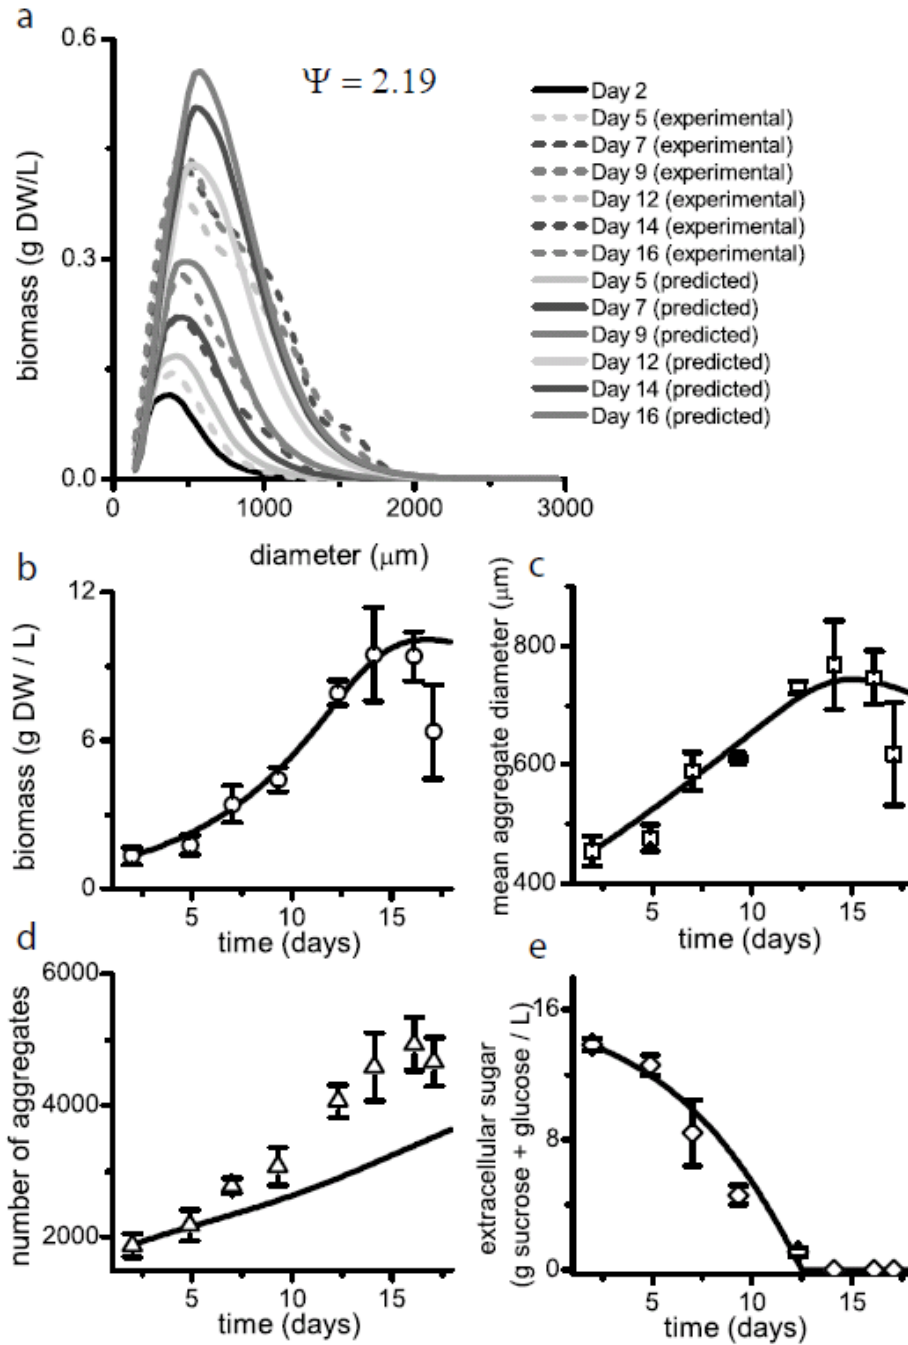 a
0.6
0.3
0.0
biomass (g DW/L)
Ψ = 2.19
Day 2
Day 5 (experimental)
Day 7 (experimental)
Day 9 (experimental)
Day 12 (experimental)
Day 14 (experimental)
Day 16 (experimental)
Day 5 (predicted)
Day 7 (predicted)
Day 9 (predicted)
Day 12 (predicted)
Day 14 (predicted)
Day 16 (predicted)
0 1000 2000 3000
diameter (μm)
b
12
6
0
biomass (g DW / L)
5 10 15
time (days)
c
800
600
400
mean aggregate diameter (μm)
5 10 15
time (days)
d
6000
4000
2000
number of aggregates
5 10 15
time (days)
e
16
8
0
extracellular sugar
(g sucrose + glucose / L)
5 10 15
time (days)